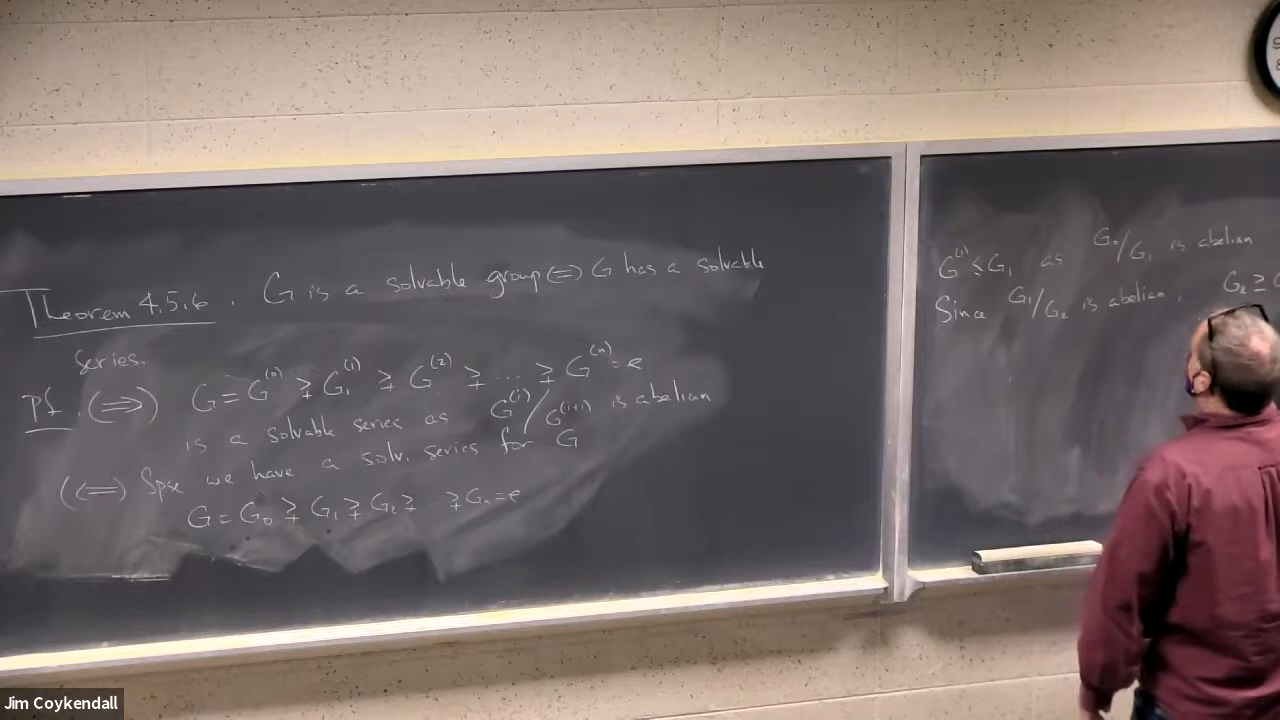 Theorem 4.5.6. G is a solvable group ⟺ G has a solvable
series.
Pf. (⟹) G = G⁽⁰⁾ ≩ G⁽¹⁾ ≩ G⁽²⁾ ≩ ... ≩ G⁽ⁿ⁾ = e
is a solvable series as G⁽ⁱ⁾/G⁽ⁱ⁺¹⁾ is abelian
(⟸) Spse we have a solv. series for G
G = G₀ ≩ G₁ ≩ G₂ ≩ ≩ Gₙ = e
G⁽¹⁾ ≤ G₁ as G₀/G₁ is abelian
Since G₁/G₂ is abelian, G₂ ≥
Jim Coykendall